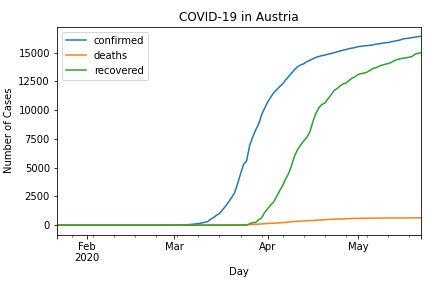 COVID-19 in Austria
confirmed
deaths
recovered
Number of Cases
15000
12500
10000
7500
5000
2500
0
Feb
2020
Mar
Apr
May
Day